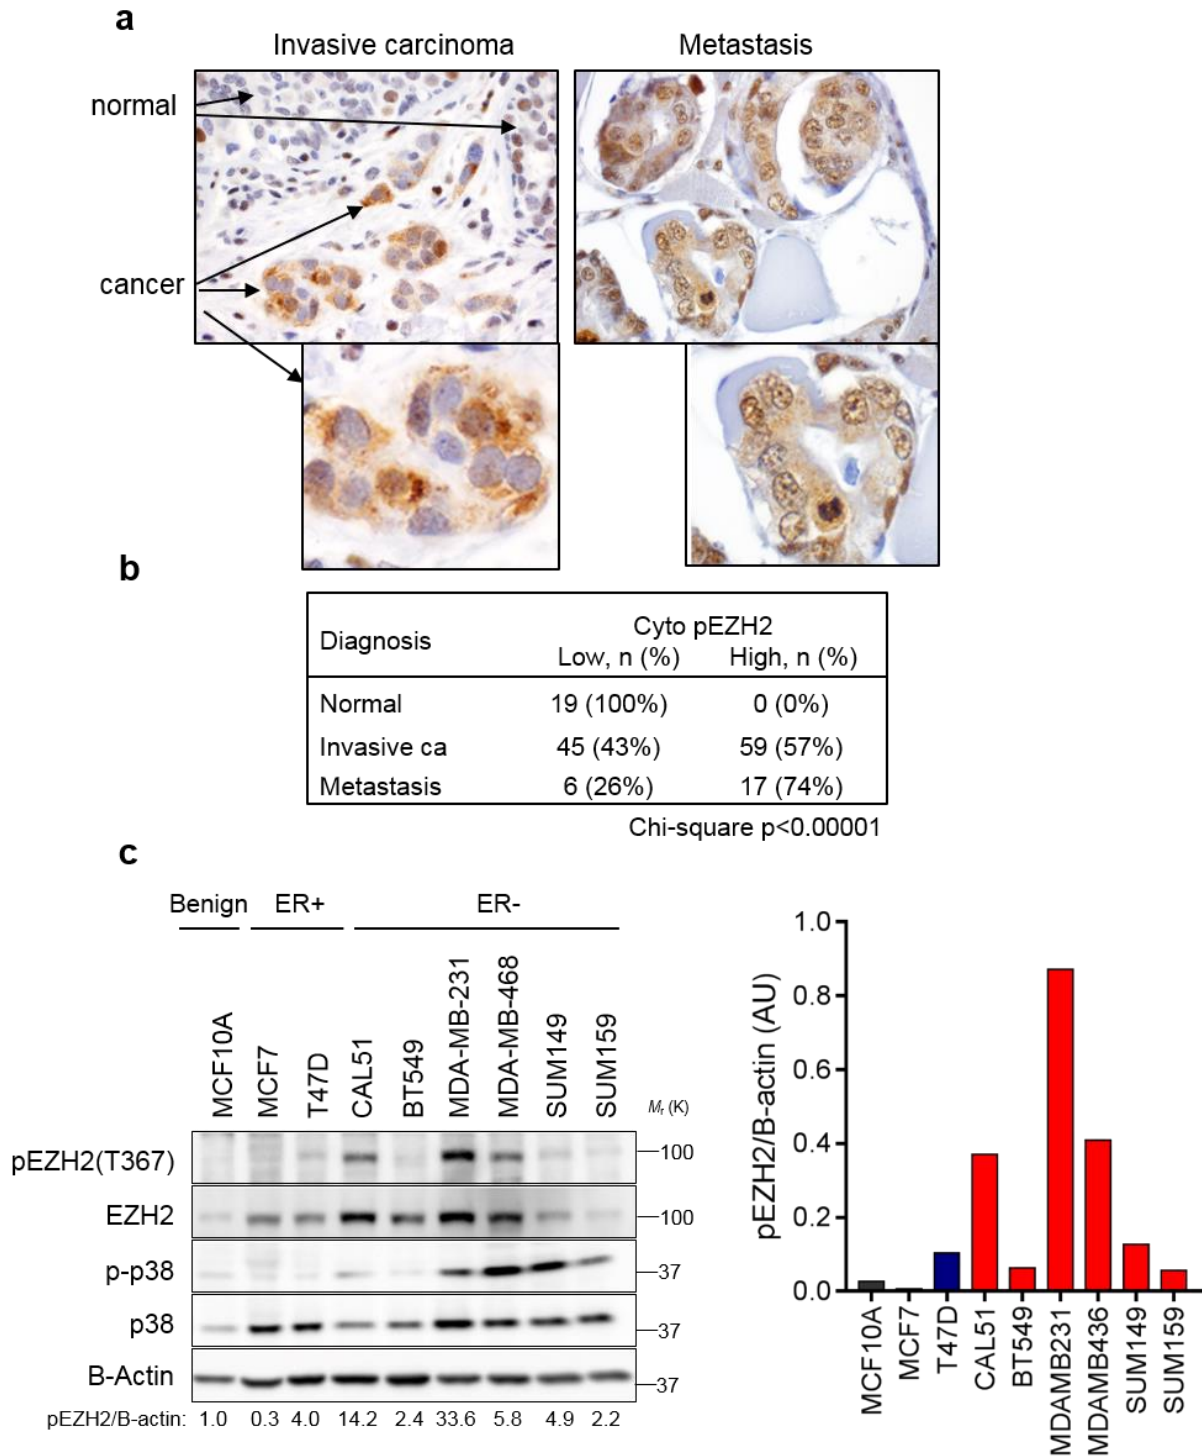 a
Invasive carcinoma
Metastasis
normal
cancer
b
Diagnosis
Cyto pEZH2
Low, n (%)
High, n (%)
Normal
19 (100%)
0 (0%)
Invasive ca
45 (43%)
59 (57%)
Metastasis
6 (26%)
17 (74%)
Chi-square p<0.00001
c
Benign
ER+
ER-
MCF10A
MCF7
T47D
CAL51
BT549
MDA-MB-231
MDA-MB-468
SUM149
SUM159
Mr (K)
pEZH2(T367)
100
EZH2
100
p-p38
37
p38
37
B-Actin
37
pEZH2/B-actin: 1.0 0.3 4.0 14.2 2.4 33.6 5.8 4.9 2.2
pEZH2/B-actin (AU)
1.0
0.8
0.6
0.4
0.2
0.0
MCF10A
MCF7
T47D
CAL51
BT549
MDAMB231
MDAMB436
SUM149
SUM159